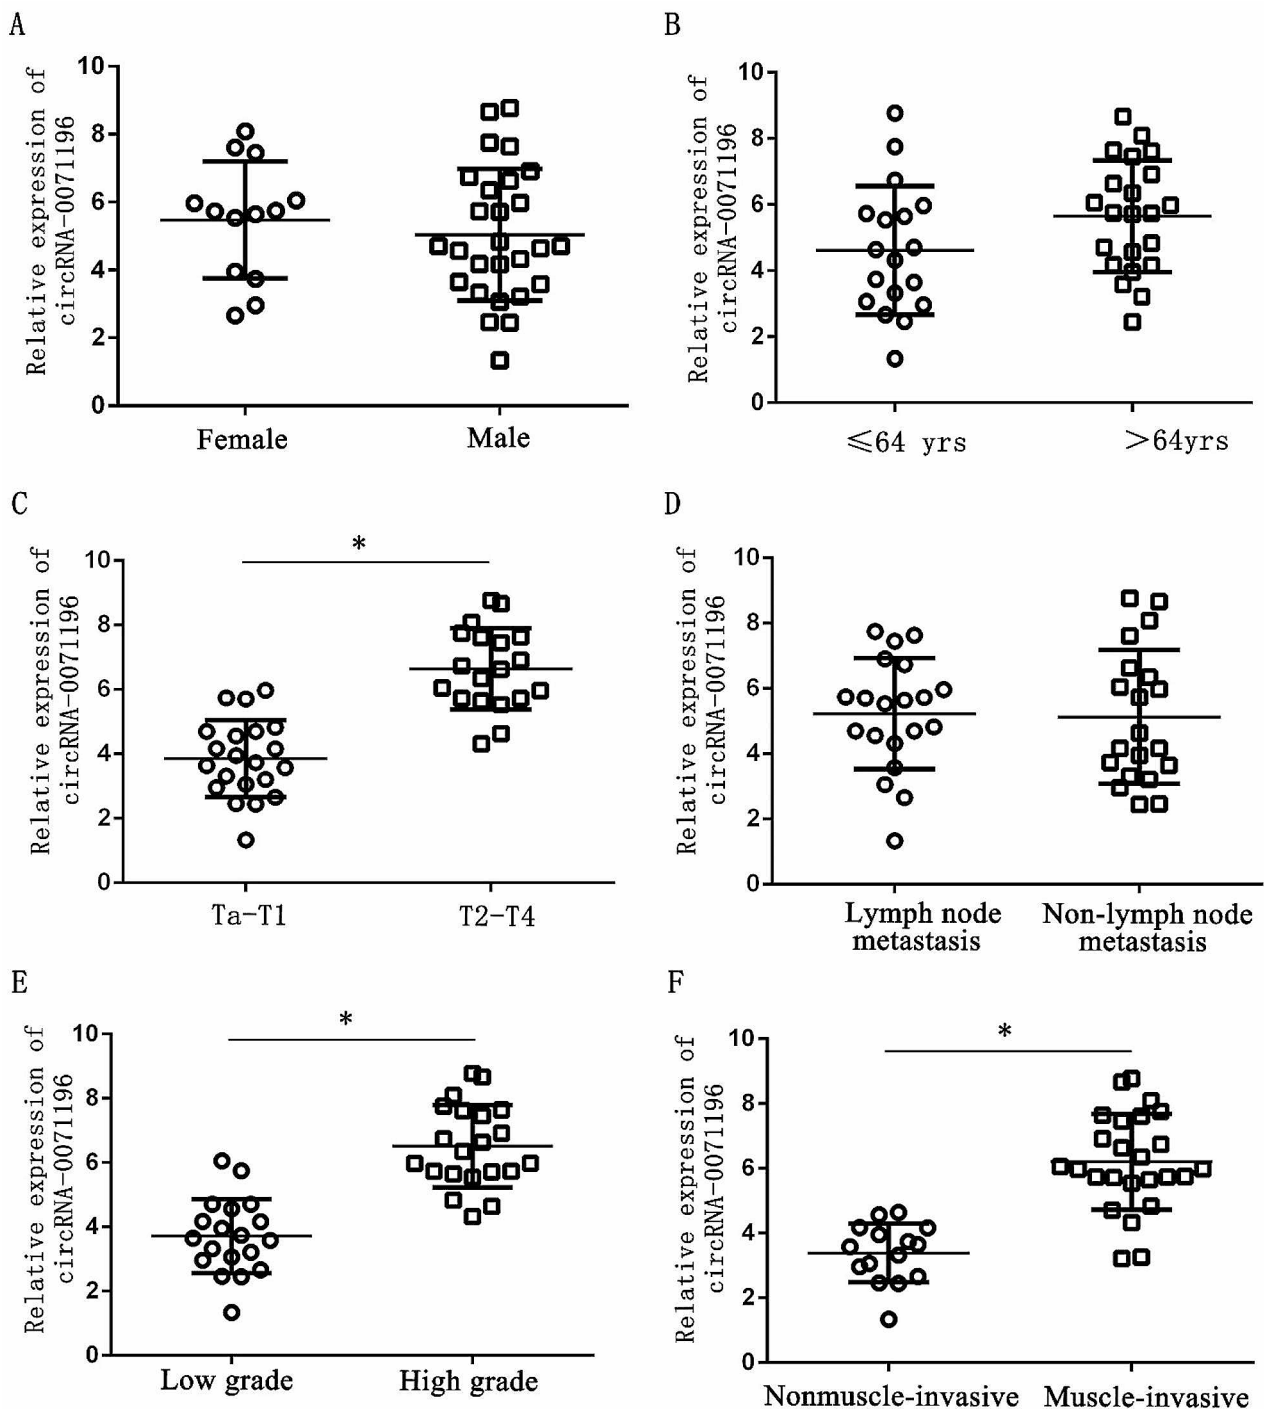 A
Relative expression of
circRNA-0071196
10
8
6
4
2
0
Female
Male
B
Relative expression of
circRNA-0071196
10
8
6
4
2
0
≤64 yrs
>64yrs
C
Relative expression of
circRNA-0071196
10
8
6
4
2
0
*
Ta-T1
T2-T4
D
Relative expression of
circRNA-0071196
10
8
6
4
2
0
Lymph node
metastasis
Non-lymph node
metastasis
E
Relative expression of
circRNA-0071196
10
8
6
4
2
0
*
Low grade
High grade
F
Relative expression of
circRNA-0071196
10
8
6
4
2
0
*
Nonmuscle-invasive
Muscle-invasive